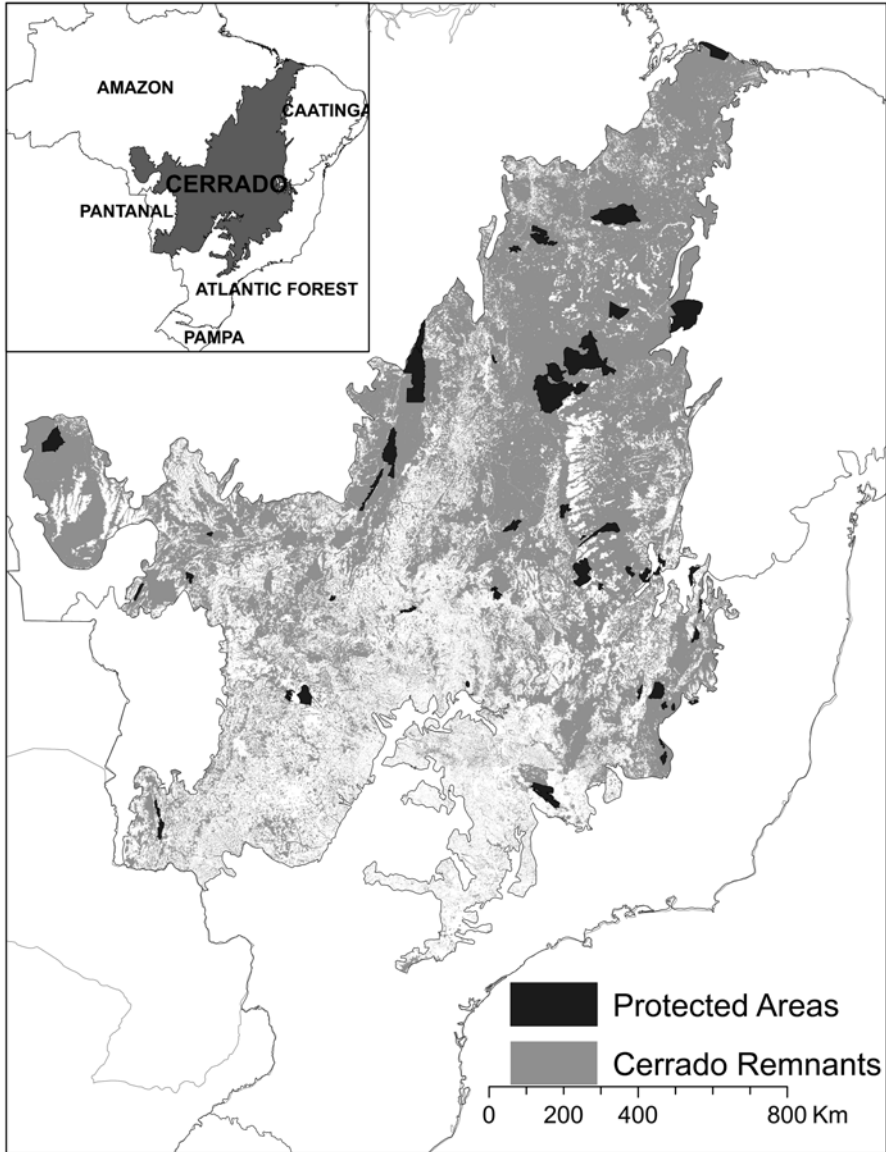 AMAZON
CAATINGA
CERRADO
PANTANAL
ATLANTIC FOREST
PAMPA
Protected Areas
Cerrado Remnants
0 200 400 800 Km